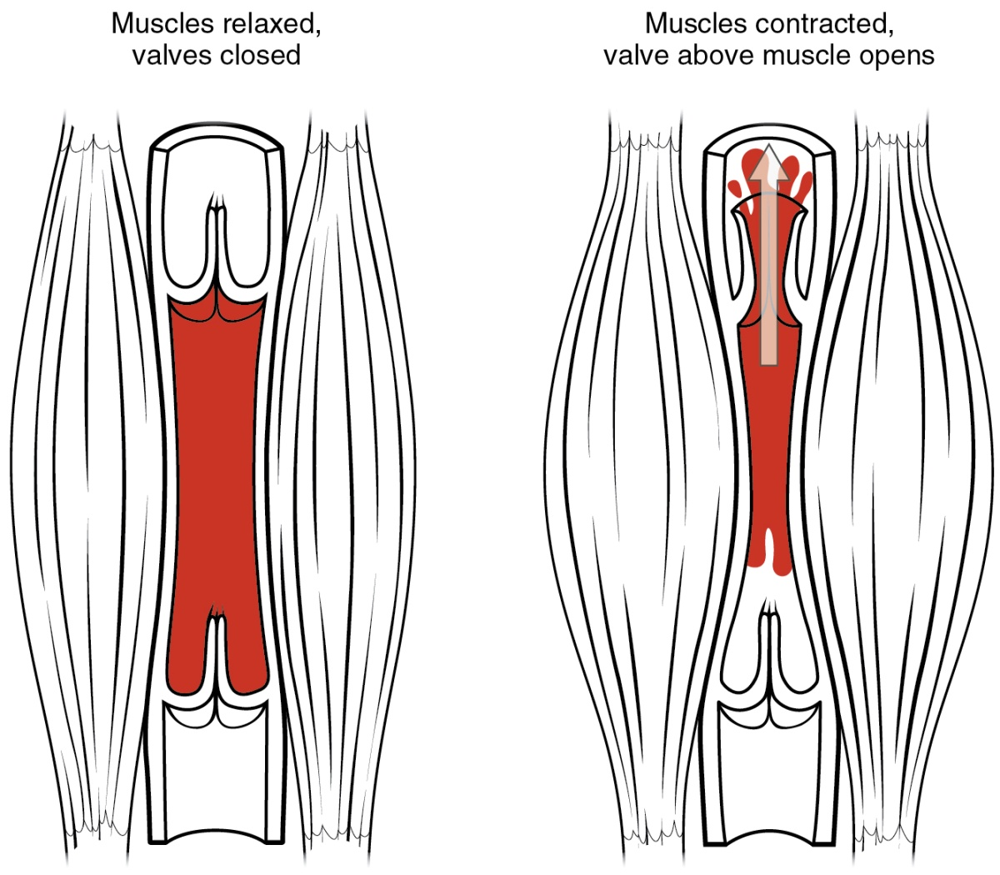 Muscles relaxed,
valves closed
Muscles contracted,
valve above muscle opens